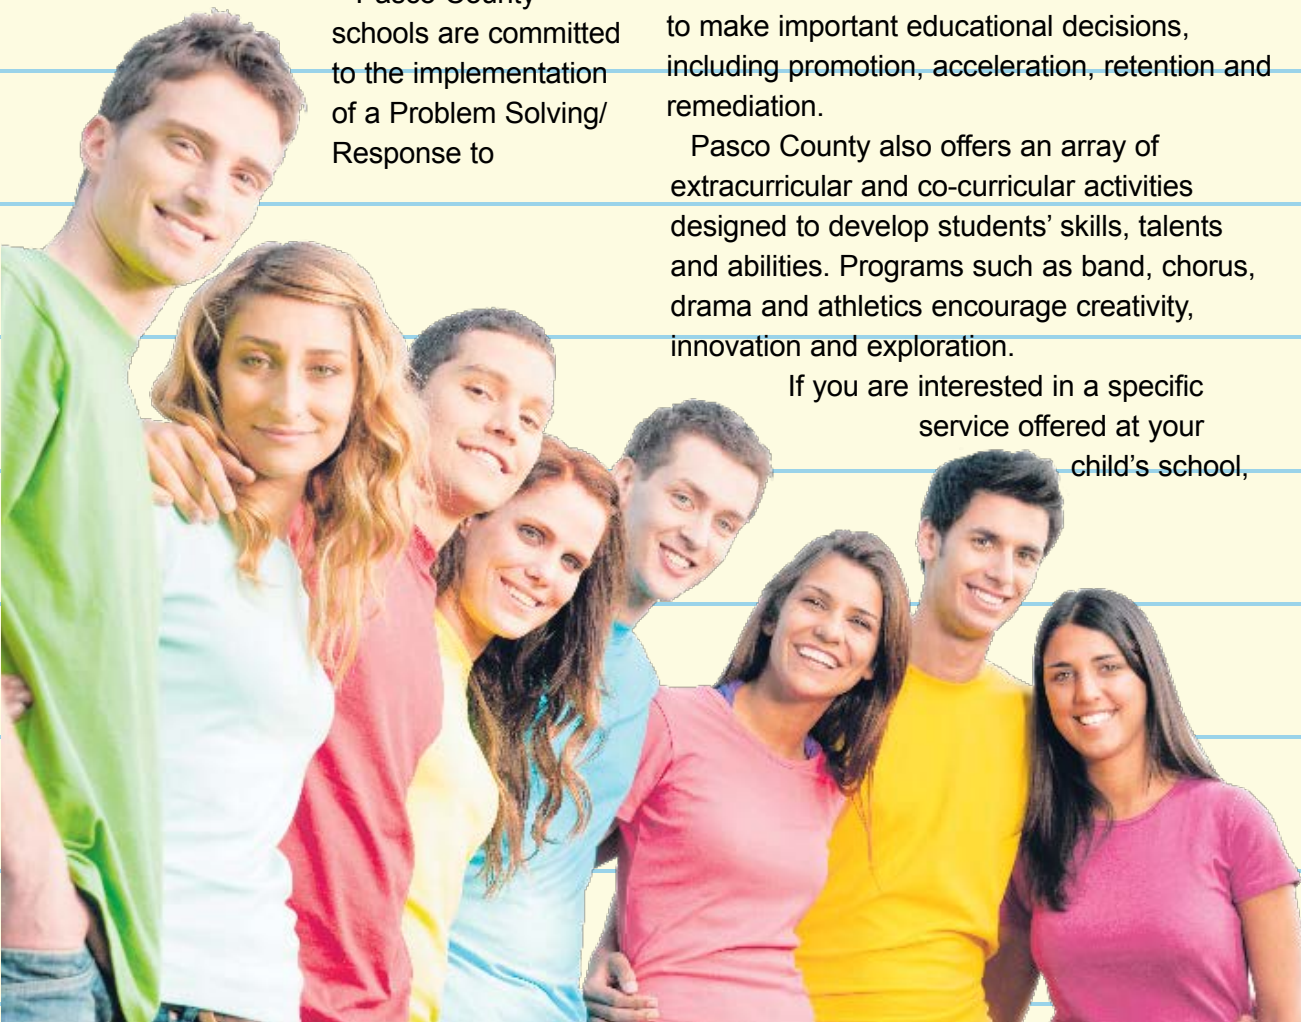 Pasco County
schools are committed
to the implementation
of a Problem Solving/
Response to
to make important educational decisions,
including promotion, acceleration, retention and
remediation.
Pasco County also offers an array of
extracurricular and co-curricular activities
designed to develop students’ skills, talents
and abilities. Programs such as band, chorus,
drama and athletics encourage creativity,
innovation and exploration.
If you are interested in a specific
service offered at your
child’s school,